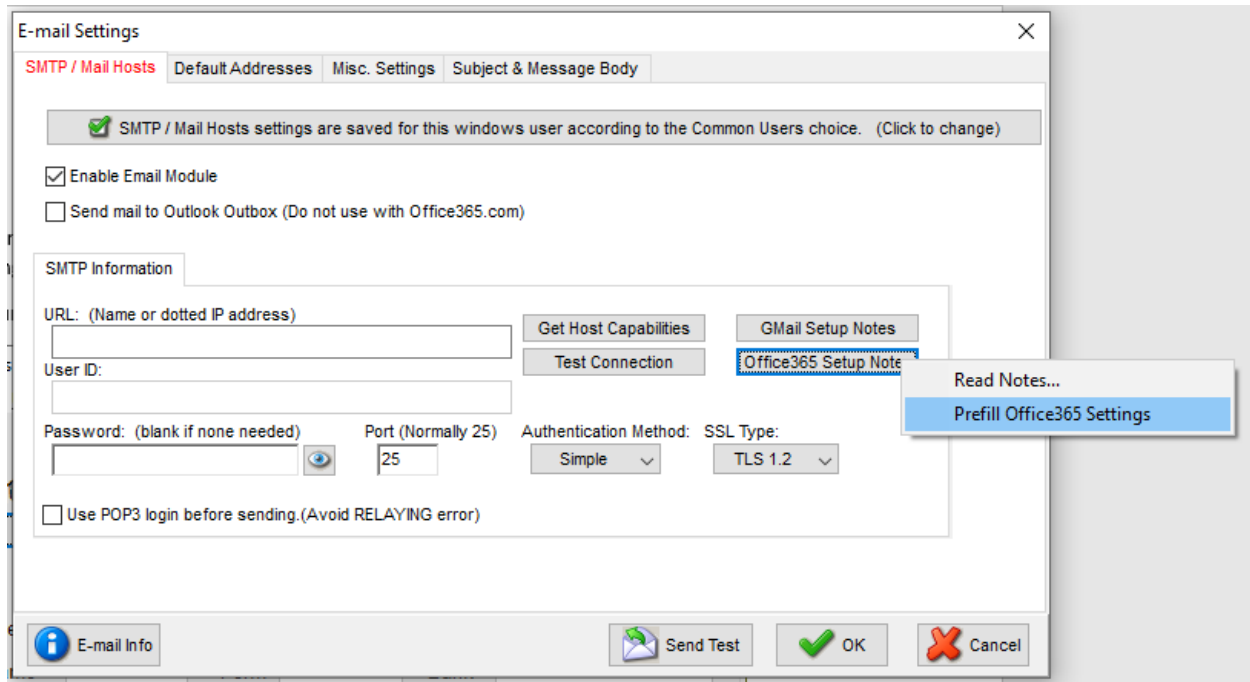 E-mail Settings
SMTP / Mail Hosts Default Addresses Misc. Settings Subject & Message Body
SMTP / Mail Hosts settings are saved for this windows user according to the Common Users choice. (Click to change)
Enable Email Module
Send mail to Outlook Outbox (Do not use with Office365.com)
SMTP Information
URL: (Name or dotted IP address)
Get Host Capabilities GMail Setup Notes
Test Connection Office365 Setup Note
User ID:
Read Notes...
Prefill Office365 Settings
Password: (blank if none needed) Port (Normally 25) Authentication Method: SSL Type:
25 Simple TLS 1.2
Use POP3 login before sending.(Avoid RELAYING error)
E-mail Info Send Test OK Cancel